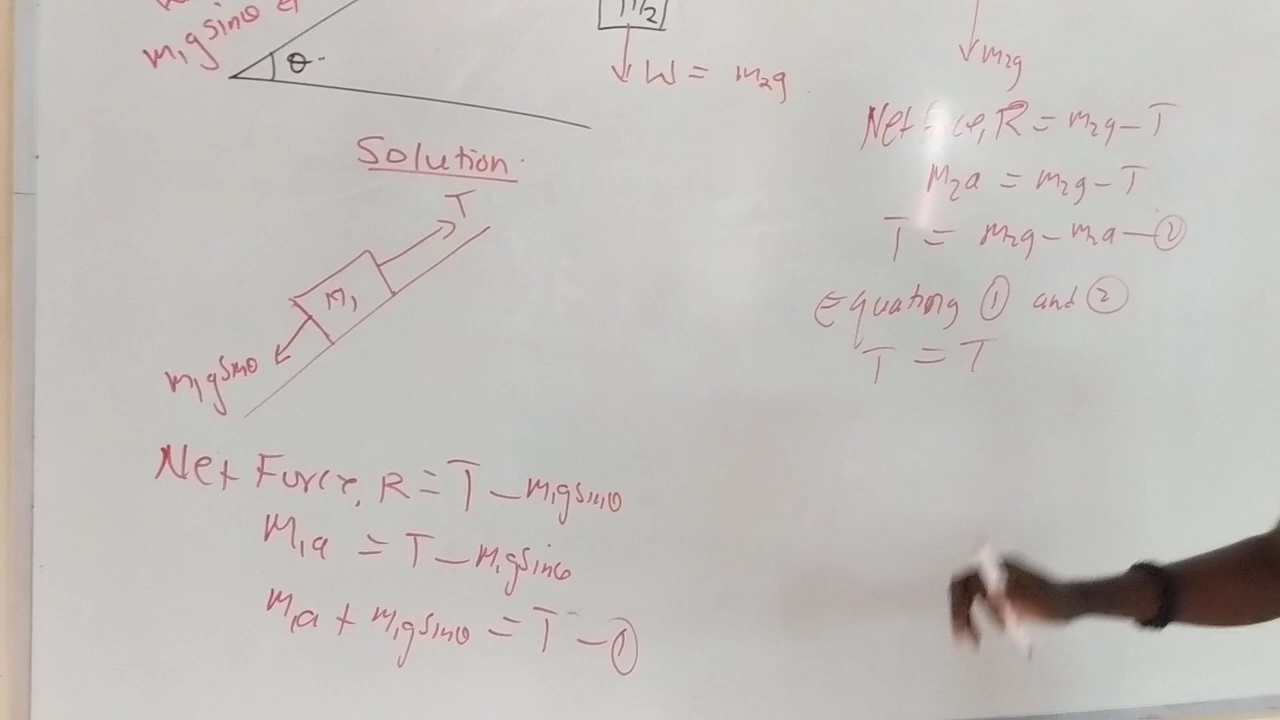 m₁g sinθ
θ
W = m₂g
m₂g
Solution
T
M₁
m₁g sinθ
Net Force, R = T - m₁g sinθ
M₁a = T - M₁g sinθ
m₁a + m₁g sinθ = T - ①
Net Force, R = m₂g - T
M₂a = m₂g - T
T = m₂g - m₂a - ②
Equating ① and ②
T = T